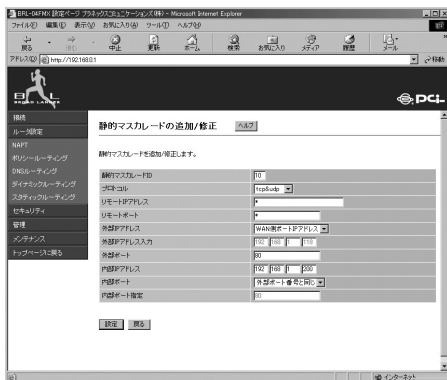 BRL-04FMX 設定ページ プラネックスコミュニケーションズ(株) - Microsoft Internet Explorer
ファイル(F) 編集(E) 表示(V) お気に入り(A) ツール(T) ヘルプ(H)
戻る 進む 中止 更新 ホーム 検索 お気に入り メディア 履歴 メール
アドレス(D) http://192.168.0.1 移動
BRL
BROAD LANNER
PCi.
接続
ルータ設定
NAPT
ポリシールーティング
DNSルーティング
ダイナミックルーティング
スタティックルーティング
セキュリティ
管理
メンテナンス
トップページに戻る
静的マスカレードの追加/修正 ヘルプ
静的マスカレードを追加/修正します。
静的マスカレードID 10
プロトコル tcp&udp
リモートIPアドレス *
リモートポート *
外部IPアドレス WAN側ポートIPアドレス
外部IPアドレス入力 192 168 1 110
外部ポート 80
内部IPアドレス 192 168 1 200
内部ポート 外部ポート番号と同じ
内部ポート指定 80
設定 戻る
インターネット